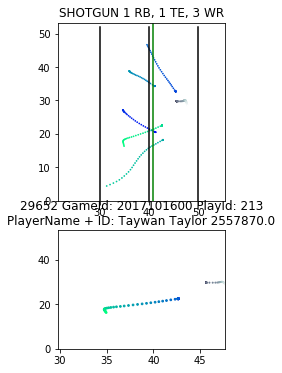 SHOTGUN 1 RB, 1 TE, 3 WR
50
40
30
20
10
0
30 40 50
29652 GameId: 2017101600 PlayId: 213
PlayerName + ID: Taywan Taylor 2557870.0
40
20
0
30 35 40 45